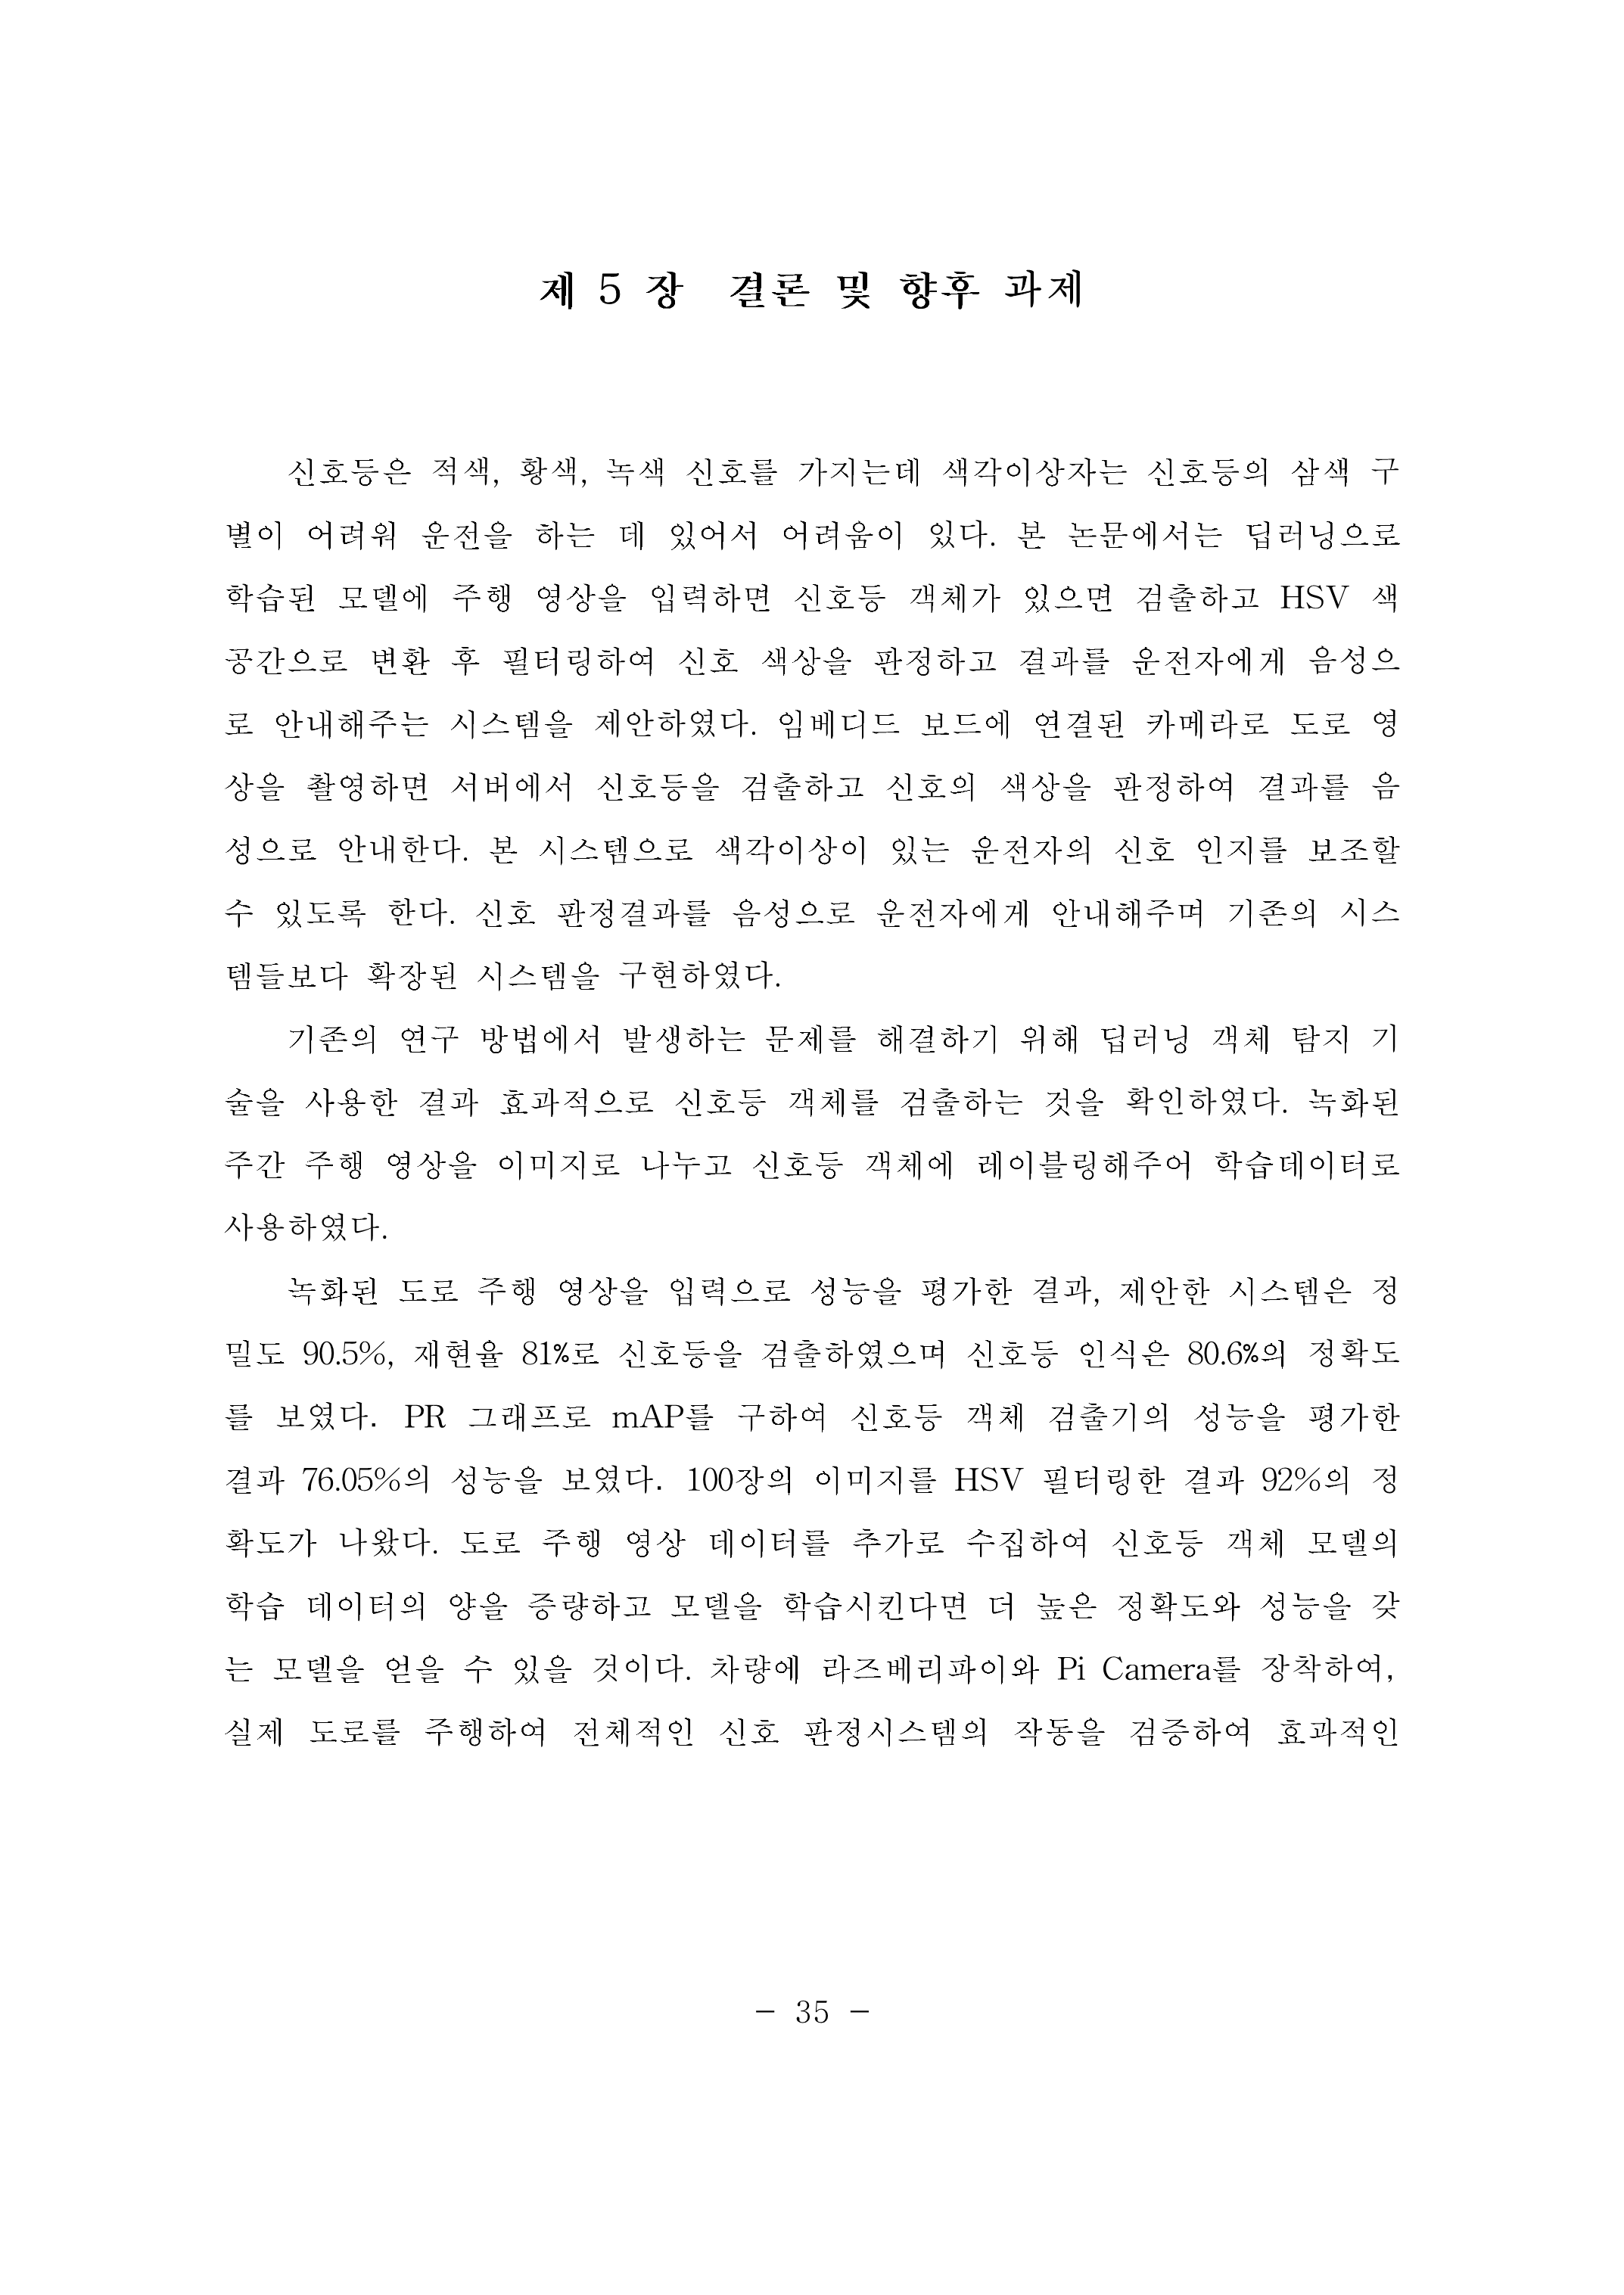 제 5 장 결론 및 향후 과제
신호등은 적색, 황색, 녹색 신호를 가지는데 색각이상자는 신호등의 삼색 구
별이 어려워 운전을 하는 데 있어서 어려움이 있다. 본 논문에서는 딥러닝으로
학습된 모델에 주행 영상을 입력하면 신호등 객체가 있으면 검출하고 HSV 색
공간으로 변환 후 필터링하여 신호 색상을 판정하고 결과를 운전자에게 음성으
로 안내해주는 시스템을 제안하였다. 임베디드 보드에 연결된 카메라로 도로 영
상을 촬영하면 서버에서 신호등을 검출하고 신호의 색상을 판정하여 결과를 음
성으로 안내한다. 본 시스템으로 색각이상이 있는 운전자의 신호 인지를 보조할
수 있도록 한다. 신호 판정결과를 음성으로 운전자에게 안내해주며 기존의 시스
템들보다 확장된 시스템을 구현하였다.
기존의 연구 방법에서 발생하는 문제를 해결하기 위해 딥러닝 객체 탐지 기
술을 사용한 결과 효과적으로 신호등 객체를 검출하는 것을 확인하였다. 녹화된
주간 주행 영상을 이미지로 나누고 신호등 객체에 레이블링해주어 학습데이터로
사용하였다.
녹화된 도로 주행 영상을 입력으로 성능을 평가한 결과, 제안한 시스템은 정
밀도 90.5%, 재현율 81%로 신호등을 검출하였으며 신호등 인식은 80.6%의 정확도
를 보였다. PR 그래프로 mAP를 구하여 신호등 객체 검출기의 성능을 평가한
결과 76.05%의 성능을 보였다. 100장의 이미지를 HSV 필터링한 결과 92%의 정
확도가 나왔다. 도로 주행 영상 데이터를 추가로 수집하여 신호등 객체 모델의
학습 데이터의 양을 증량하고 모델을 학습시킨다면 더 높은 정확도와 성능을 갖
는 모델을 얻을 수 있을 것이다. 차량에 라즈베리파이와 Pi Camera를 장착하여,
실제 도로를 주행하여 전체적인 신호 판정시스템의 작동을 검증하여 효과적인
- 35 -